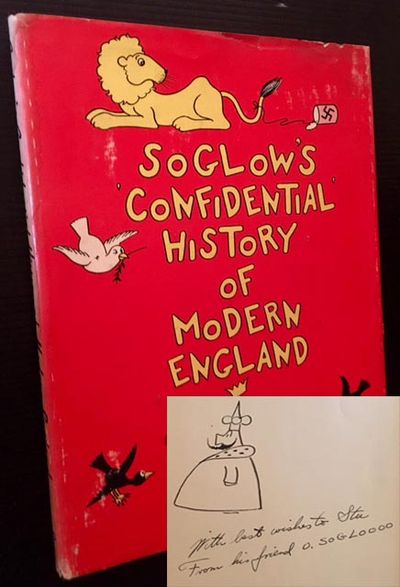 SOGLOW'S
'CONFIDENTIAL'
HISTORY
OF
MODERN
ENGLAND
With best wishes to Stu
From his friend O. SOGLOOOO